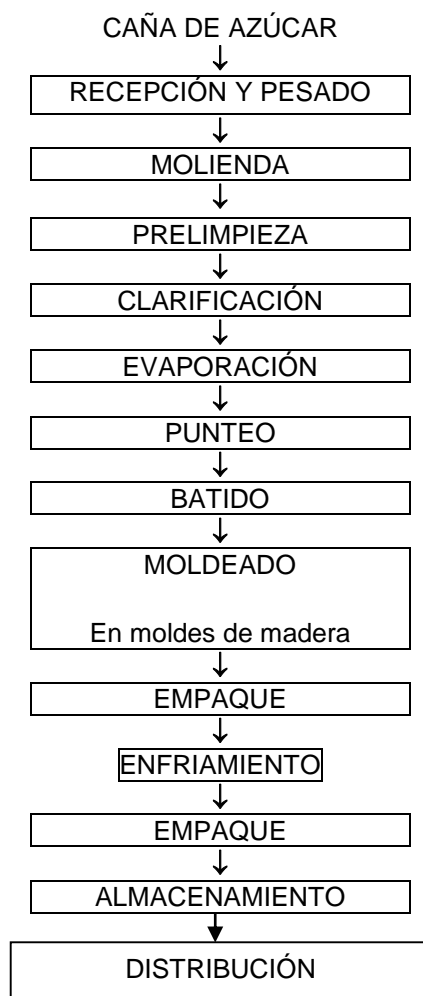 CAÑA DE AZÚCAR
RECEPCIÓN Y PESADO
MOLIENDA
PRELIMPIEZA
CLARIFICACIÓN
EVAPORACIÓN
PUNTEO
BATIDO
MOLDEADO
En moldes de madera
EMPAQUE
ENFRIAMIENTO
EMPAQUE
ALMACENAMIENTO
DISTRIBUCIÓN